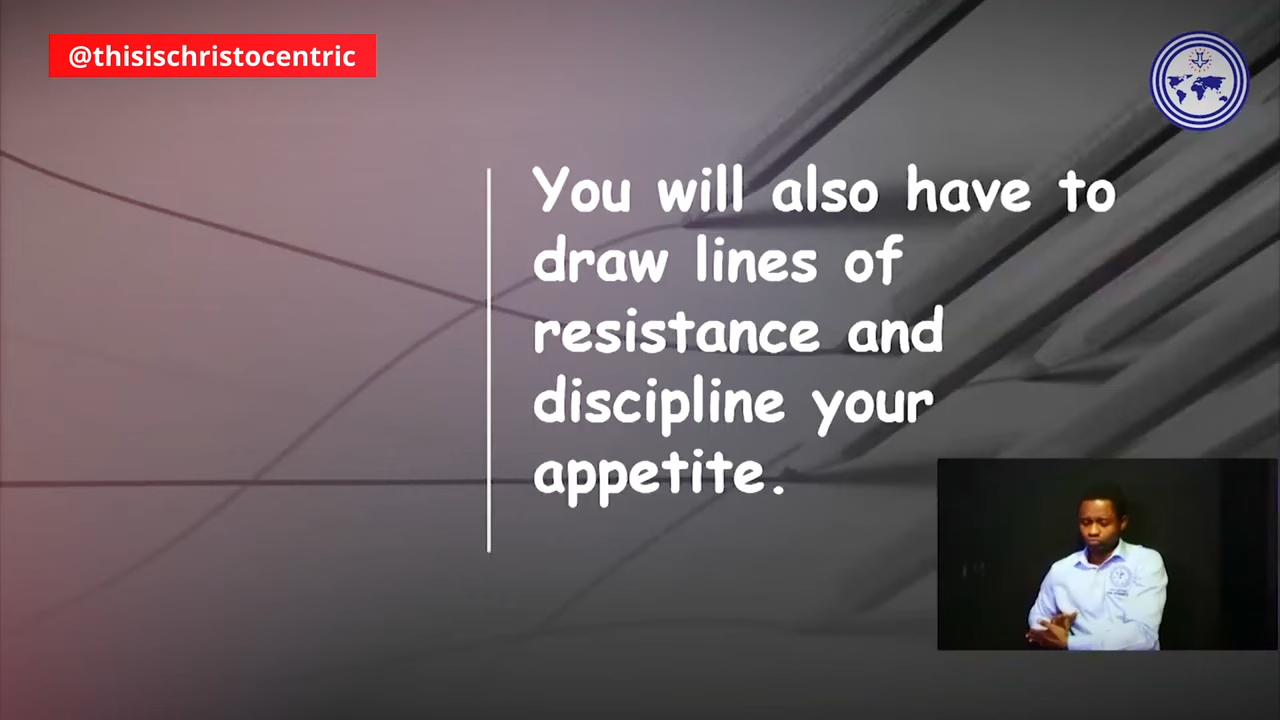 @thisischristocentric
You will also have to
draw lines of
resistance and
discipline your
appetite.